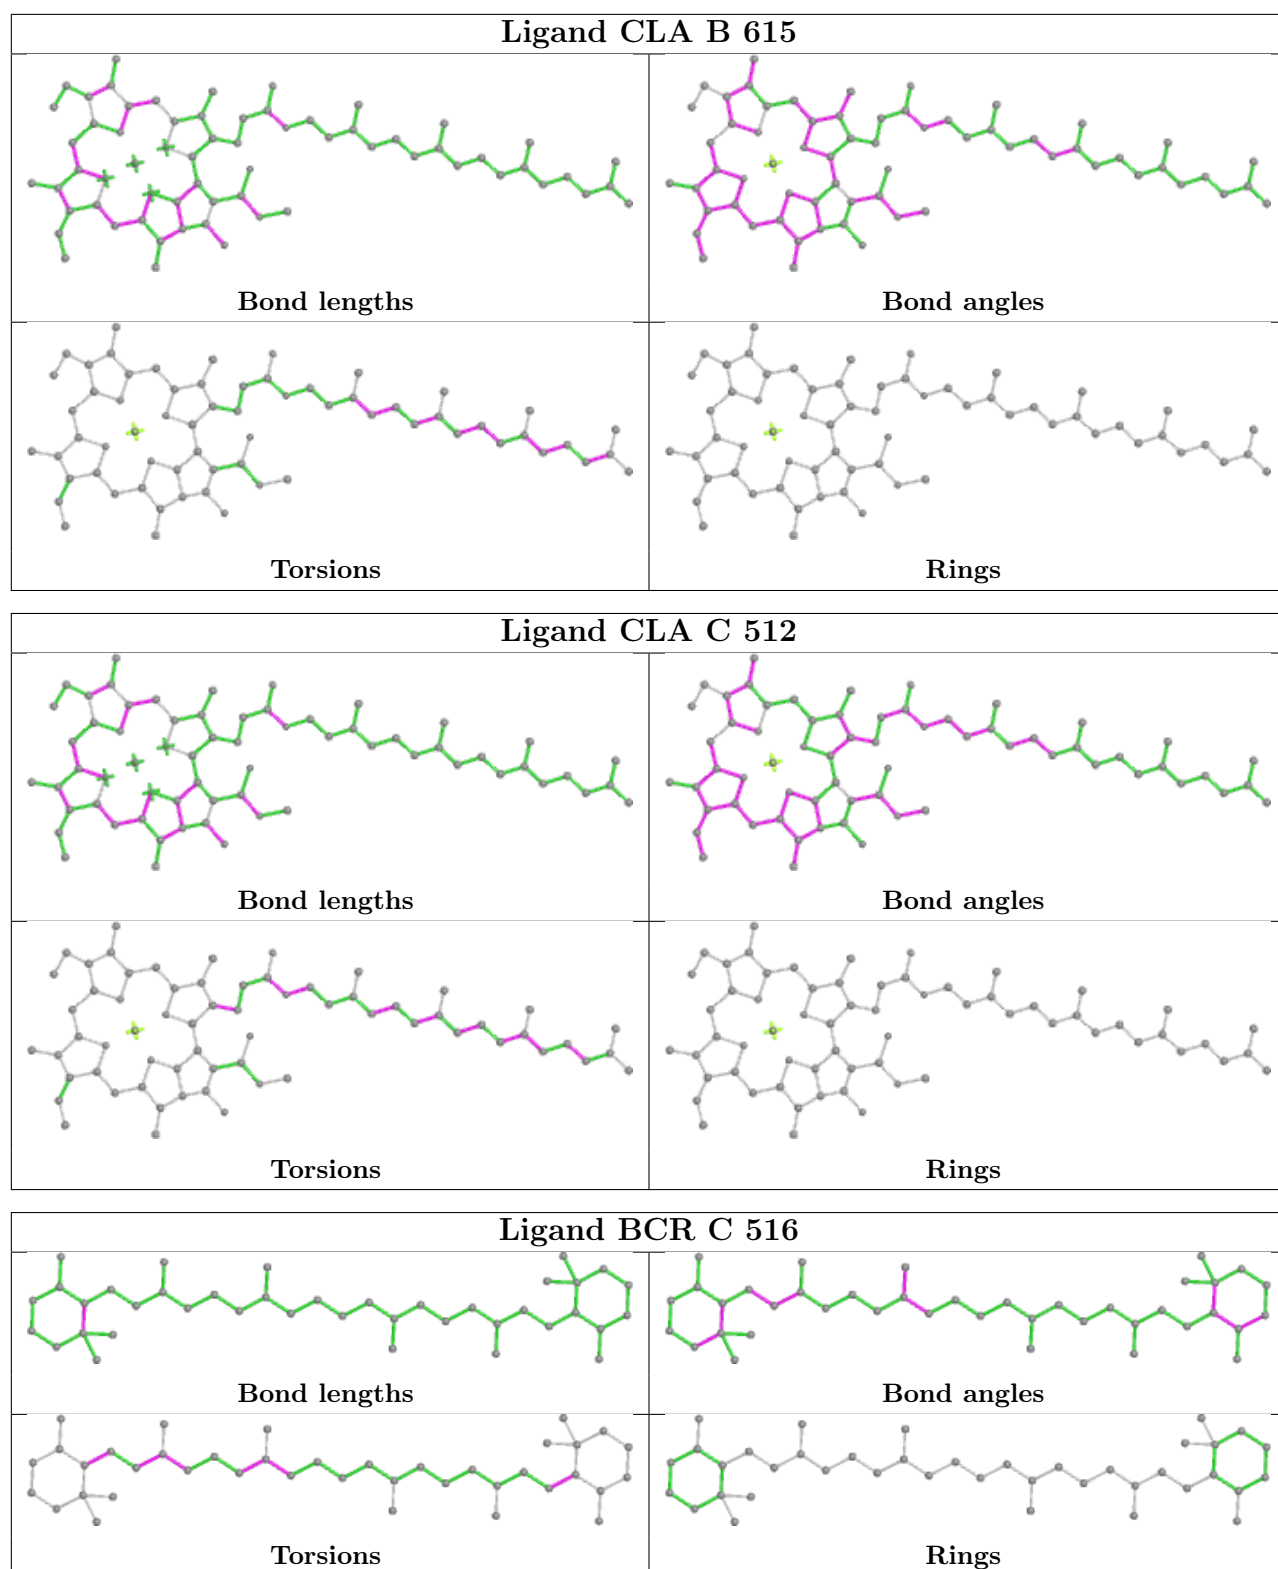 Ligand CLA B 615
Bond lengths
Bond angles
Torsions
Rings
Ligand CLA C 512
Bond lengths
Bond angles
Torsions
Rings
Ligand BCR C 516
Bond lengths
Bond angles
Torsions
Rings